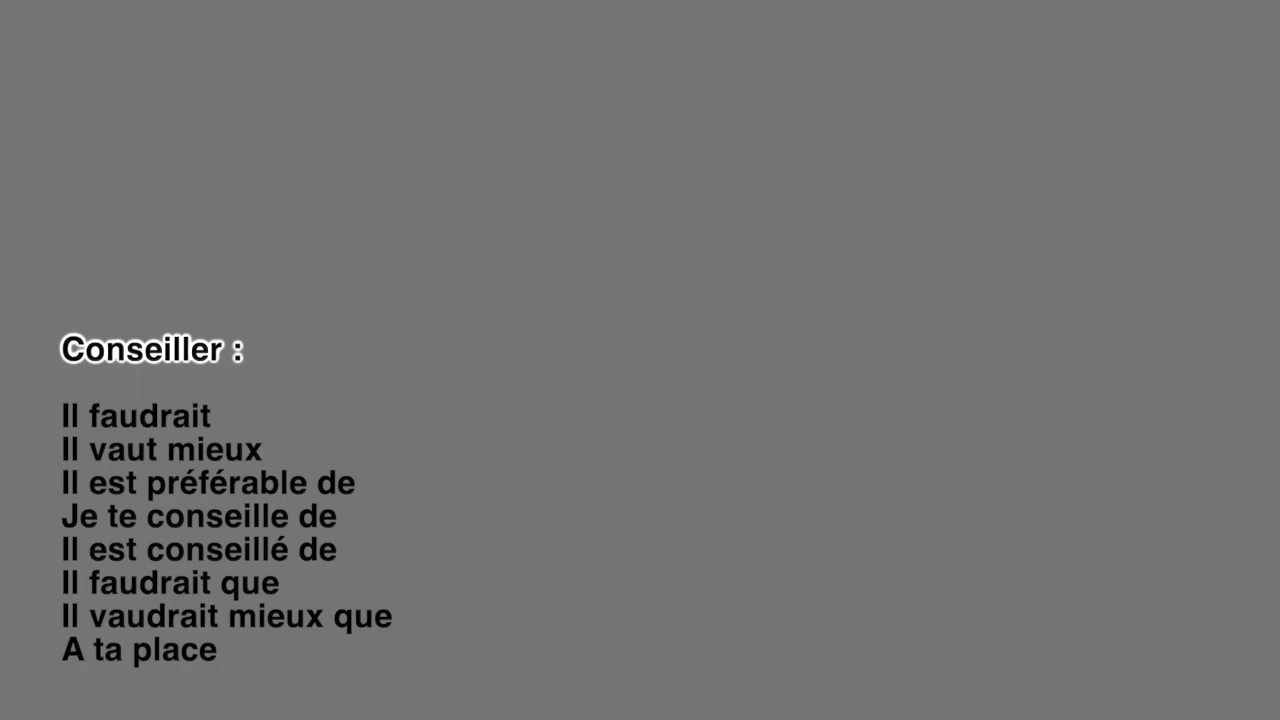 Conseiller :
Il faudrait
Il vaut mieux
Il est préférable de
Je te conseille de
Il est conseillé de
Il faudrait que
Il vaudrait mieux que
A ta place